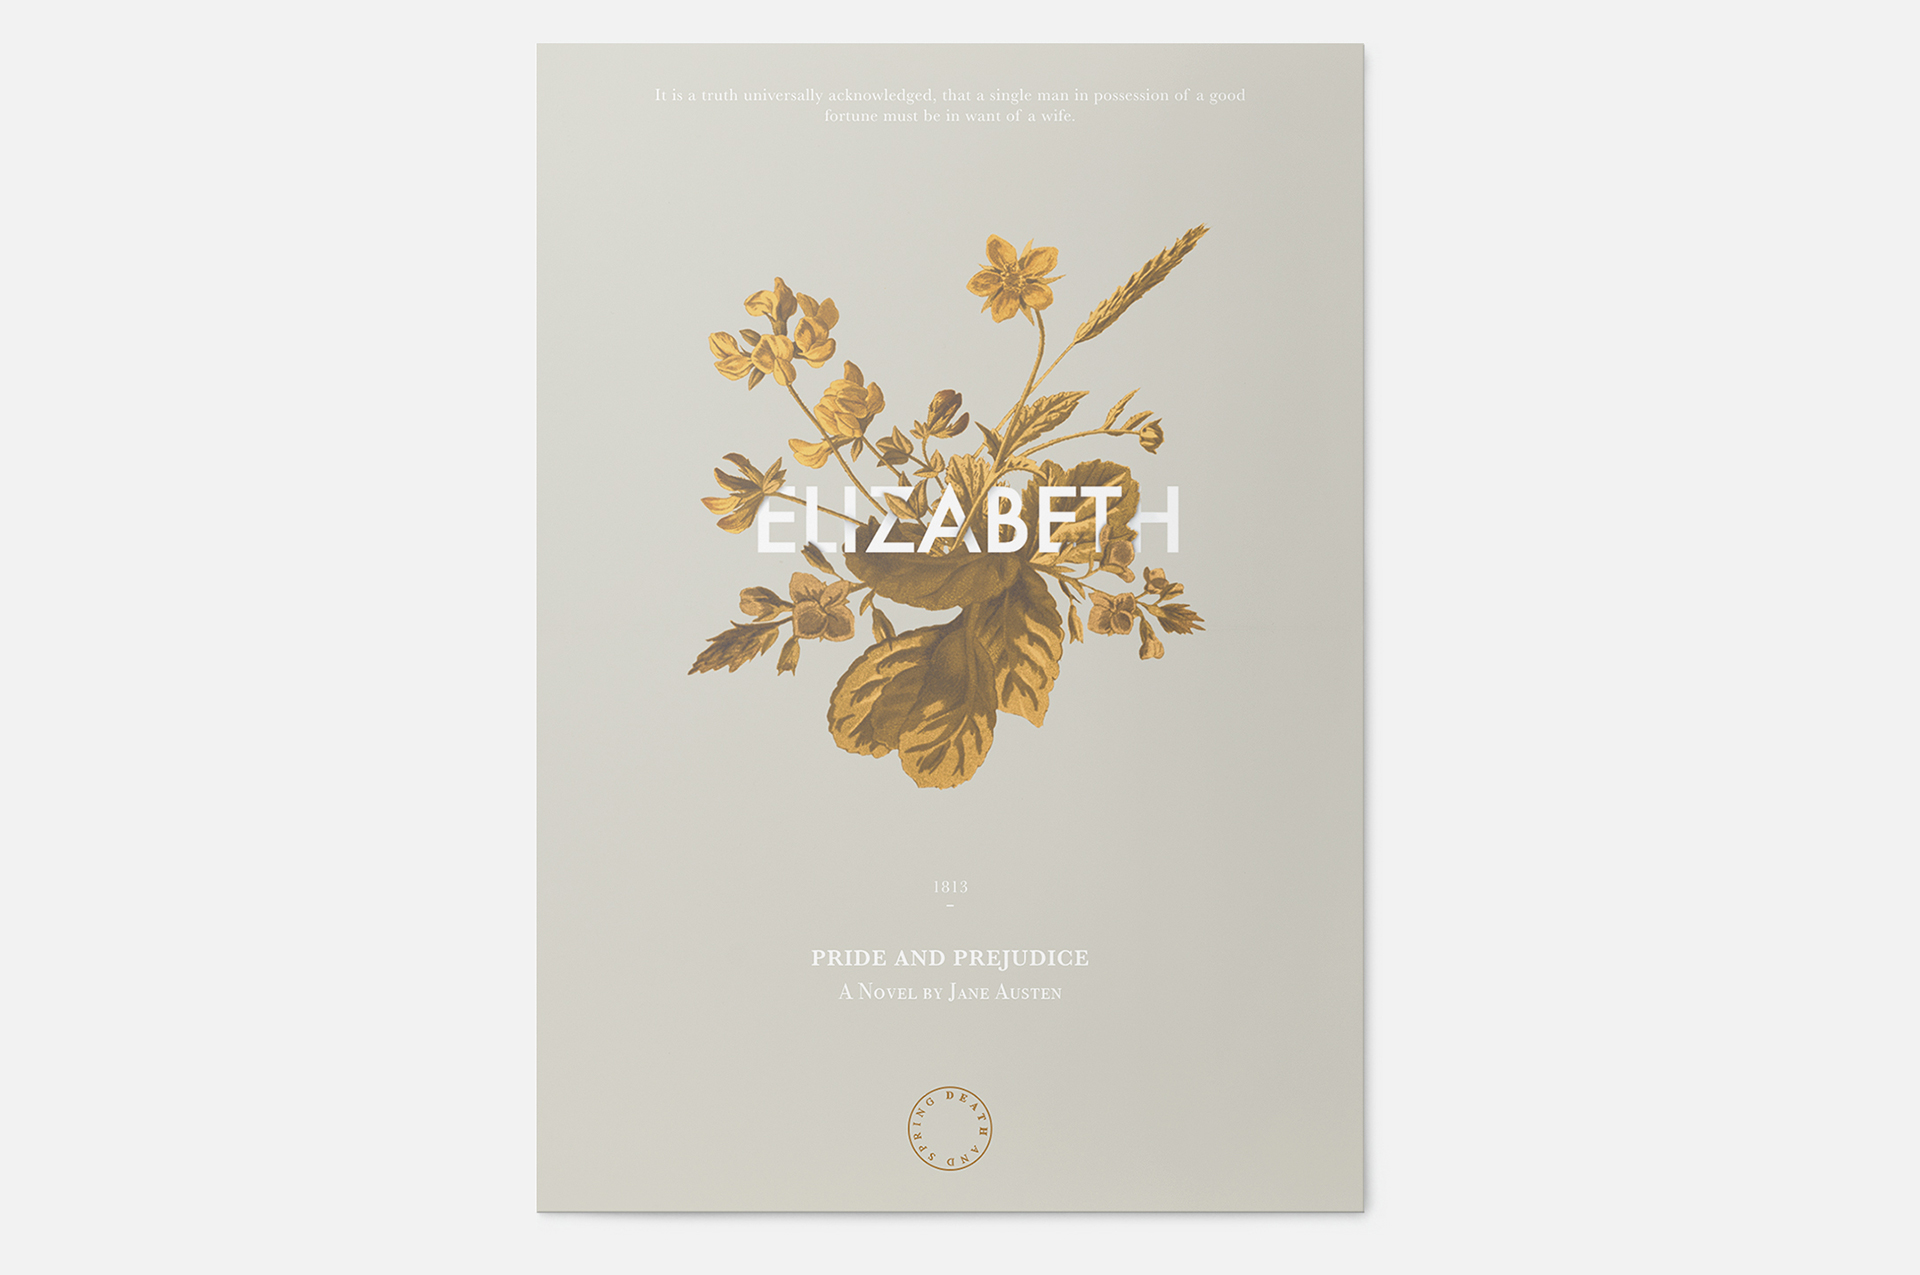 It is a truth universally acknowledged, that a single man in possession of a good
fortune must be in want of a wife.
ELIZABETH
1813
–
PRIDE AND PREJUDICE
A Novel by Jane Austen
DEATH AND SPRING